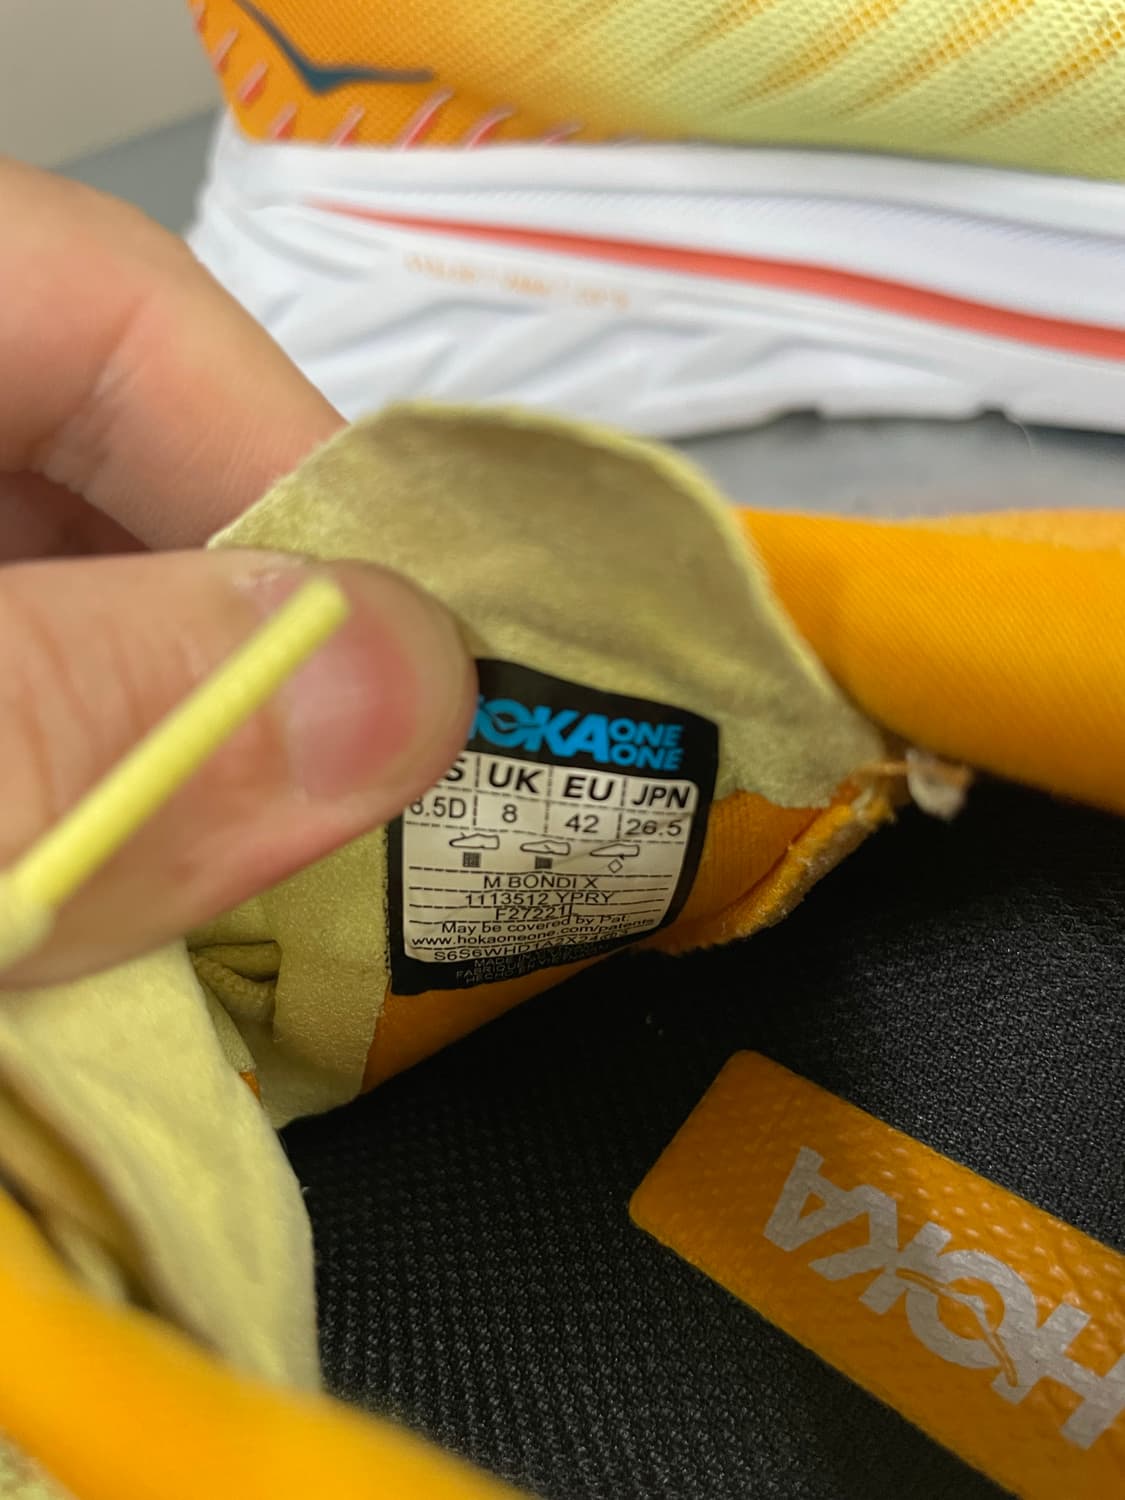 HOKA ONE ONE
US UK EU JPN
8.5D 8 42 26.5
M BONDI X
1113512 YPRY
F27221
May be covered by Pat.
www.hokaoneone.com/patents
HOKA